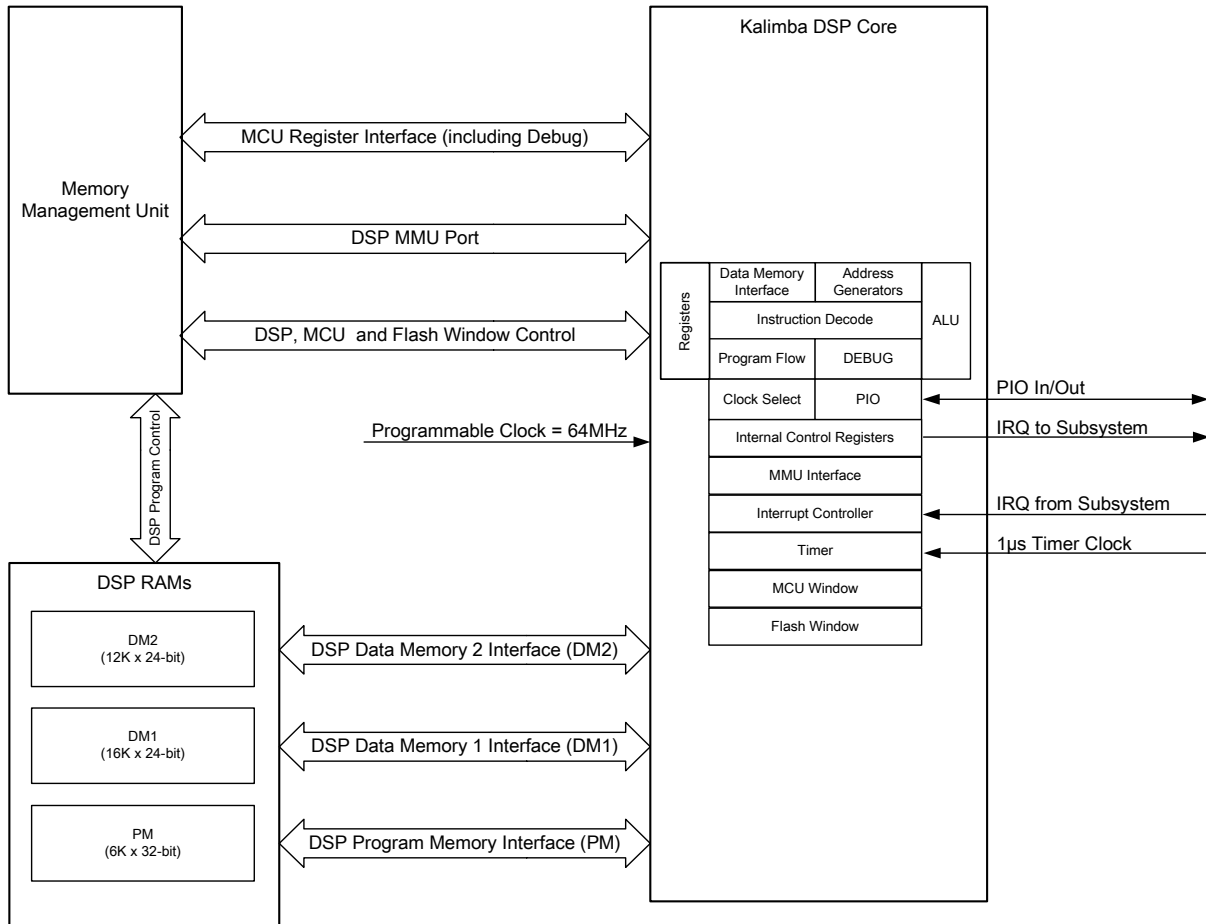 Kalimba DSP Core
Memory
Management Unit
MCU Register Interface (including Debug)
DSP MMU Port
DSP, MCU  and Flash Window Control
Registers
Data Memory
Interface
Address
Generators
ALU
Instruction Decode
Program Flow
DEBUG
Clock Select
PIO
PIO In/Out
Programmable Clock = 64MHz
Internal Control Registers
IRQ to Subsystem
MMU Interface
Interrupt Controller
IRQ from Subsystem
Timer
1µs Timer Clock
MCU Window
Flash Window
DSP Program Control
DSP RAMs
DM2
(12K x 24-bit)
DSP Data Memory 2 Interface (DM2)
DM1
(16K x 24-bit)
DSP Data Memory 1 Interface (DM1)
PM
(6K x 32-bit)
DSP Program Memory Interface (PM)